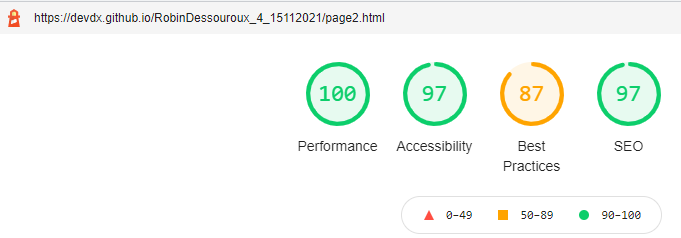 https://devdx.github.io/RobinDessouroux_4_15112021/page2.html
100 97 87 97
Performance Accessibility Best Practices SEO
0–49 50–89 90–100